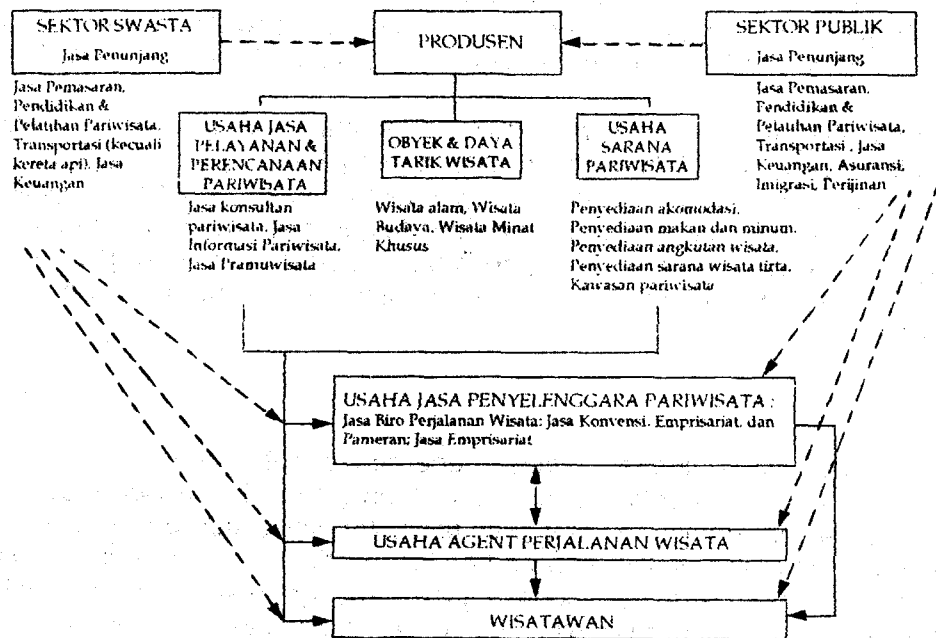 SEKTOR SWASTA
Jasa Penunjang
Jasa Pemasaran,
Pendidikan &
Pelatihan Pariwisata,
Transportasi (kecuali
kereta api), Jasa
Keuangan
PRODUSEN
SEKTOR PUBLIK
Jasa Penunjang
Jasa Pemasaran,
Pendidikan &
Pelatihan Pariwisata,
Transportasi , Jasa
Keuangan, Asuransi,
Imigrasi, Perijinan
USAHA JASA
PELAYANAN &
PERENCANAAN
PARIWISATA
Jasa konsultan
pariwisata, Jasa
Informasi Pariwisata,
Jasa Pramuwisata
OBYEK & DAYA
TARIK WISATA
Wisata alam, Wisata
Budaya, Wisata Minat
Khusus
USAHA
SARANA
PARIWISATA
Penyediaan akomodasi,
Penyediaan makan dan minum,
Penyediaan angkutan wisata,
Penyediaan sarana wisata tirta,
Kawasan pariwisata
USAHA JASA PENYELENGGARA PARIWISATA :
Jasa Biro Perjalanan Wisata; Jasa Konvensi, Emprisariat, dan
Pameran; Jasa Emprisariat
USAHA AGENT PERJALANAN WISATA
WISATAWAN